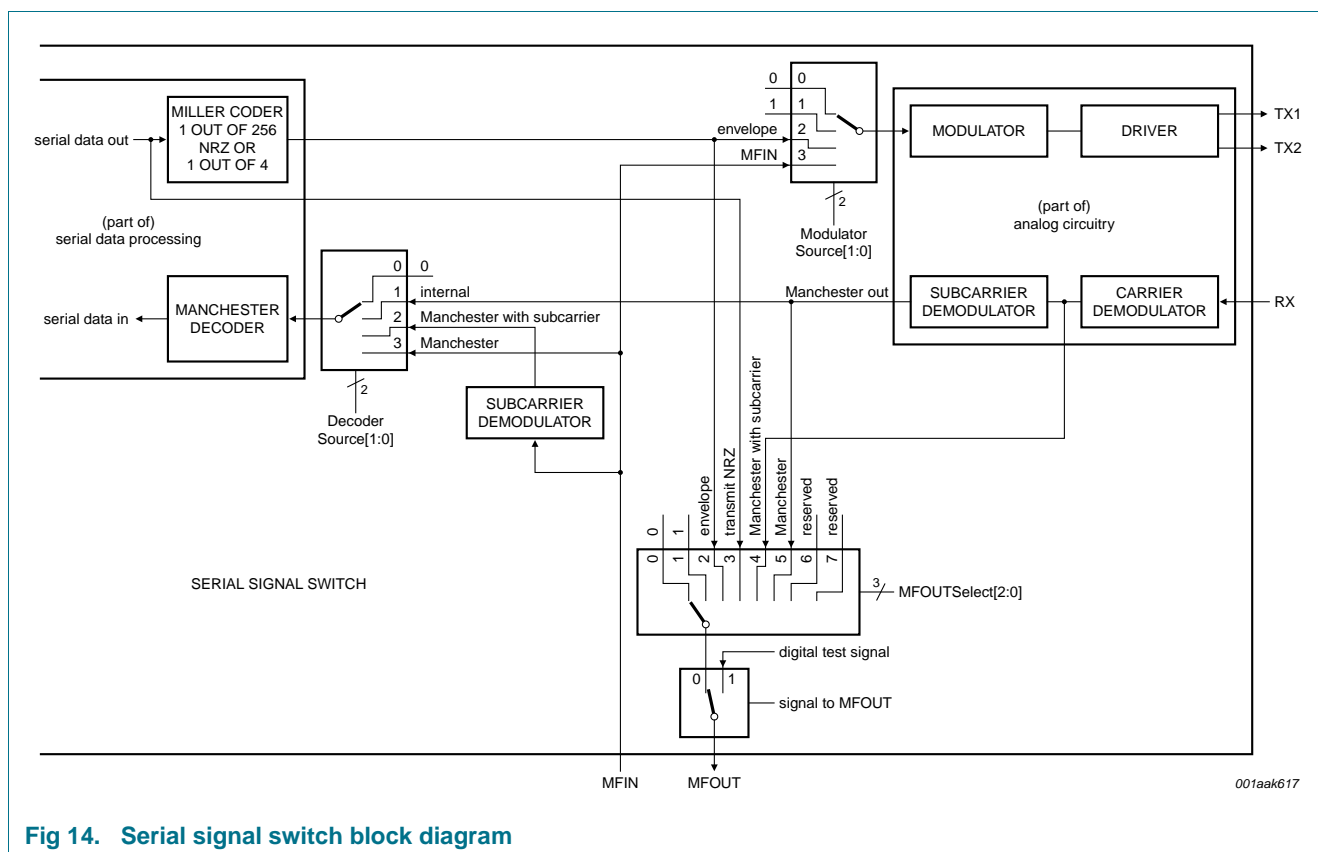 serial data out
MILLER CODER
1 OUT OF 256
NRZ OR
1 OUT OF 4
(part of)
serial data processing
serial data in
MANCHESTER
DECODER
0
1
2
3
0
internal
Manchester with subcarrier
Manchester
2
Decoder
Source[1:0]
SUBCARRIER
DEMODULATOR
envelope
MFIN
0
1
0
1
2
3
2
Modulator
Source[1:0]
MODULATOR
DRIVER
TX1
TX2
(part of)
analog circuitry
Manchester out
SUBCARRIER
DEMODULATOR
CARRIER
DEMODULATOR
RX
0
1
envelope
transmit NRZ
Manchester with subcarrier
Manchester
reserved
reserved
0
1
2
3
4
5
6
7
3
MFOUTSelect[2:0]
SERIAL SIGNAL SWITCH
digital test signal
0
1
signal to MFOUT
MFIN
MFOUT
001aak617
Fig 14. Serial signal switch block diagram